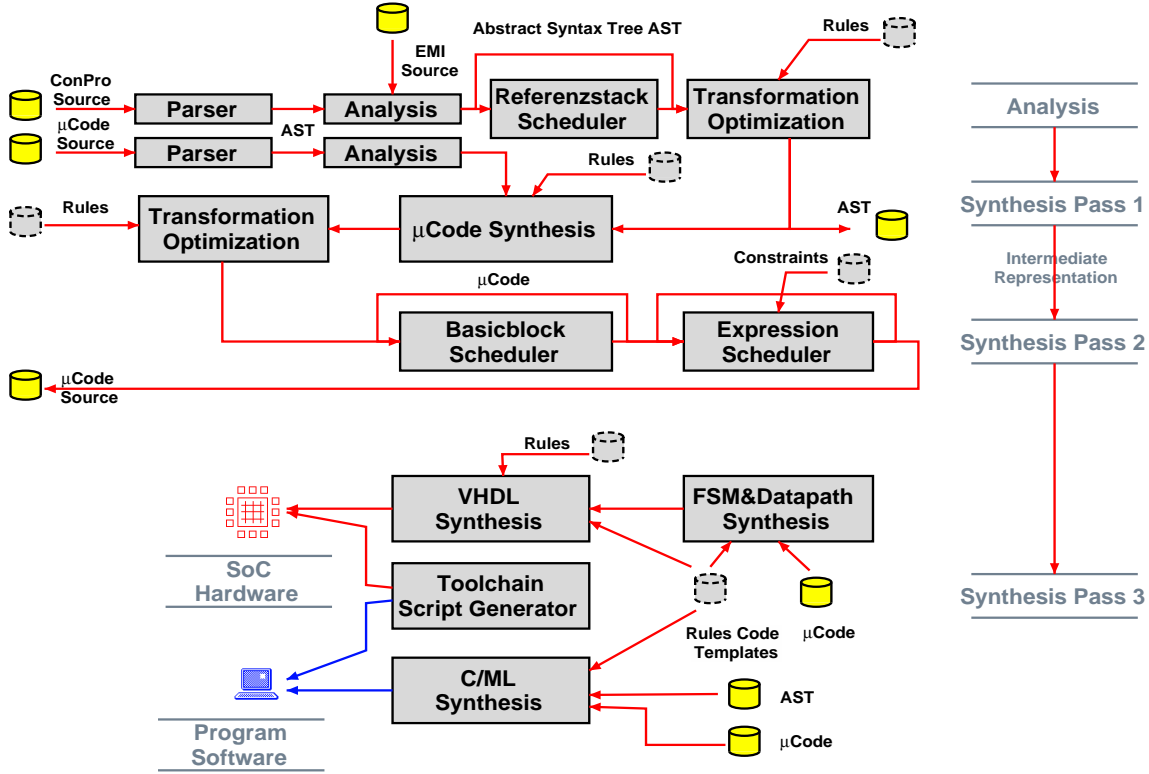 Abstract Syntax Tree AST
Rules
EMI
Source
ConPro
Source
Parser
Analysis
Referenzstack
Scheduler
Transformation
Optimization
Analysis
μCode
Source
Parser
AST
Analysis
Rules
Rules
Transformation
Optimization
μCode Synthesis
AST
Synthesis Pass 1
Constraints
Intermediate
Representation
μCode
Basicblock
Scheduler
Expression
Scheduler
Synthesis Pass 2
μCode
Source
Rules
VHDL
Synthesis
FSM&Datapath
Synthesis
SoC
Hardware
Toolchain
Script Generator
Synthesis Pass 3
Rules Code
Templates
μCode
C/ML
Synthesis
AST
Program
Software
μCode